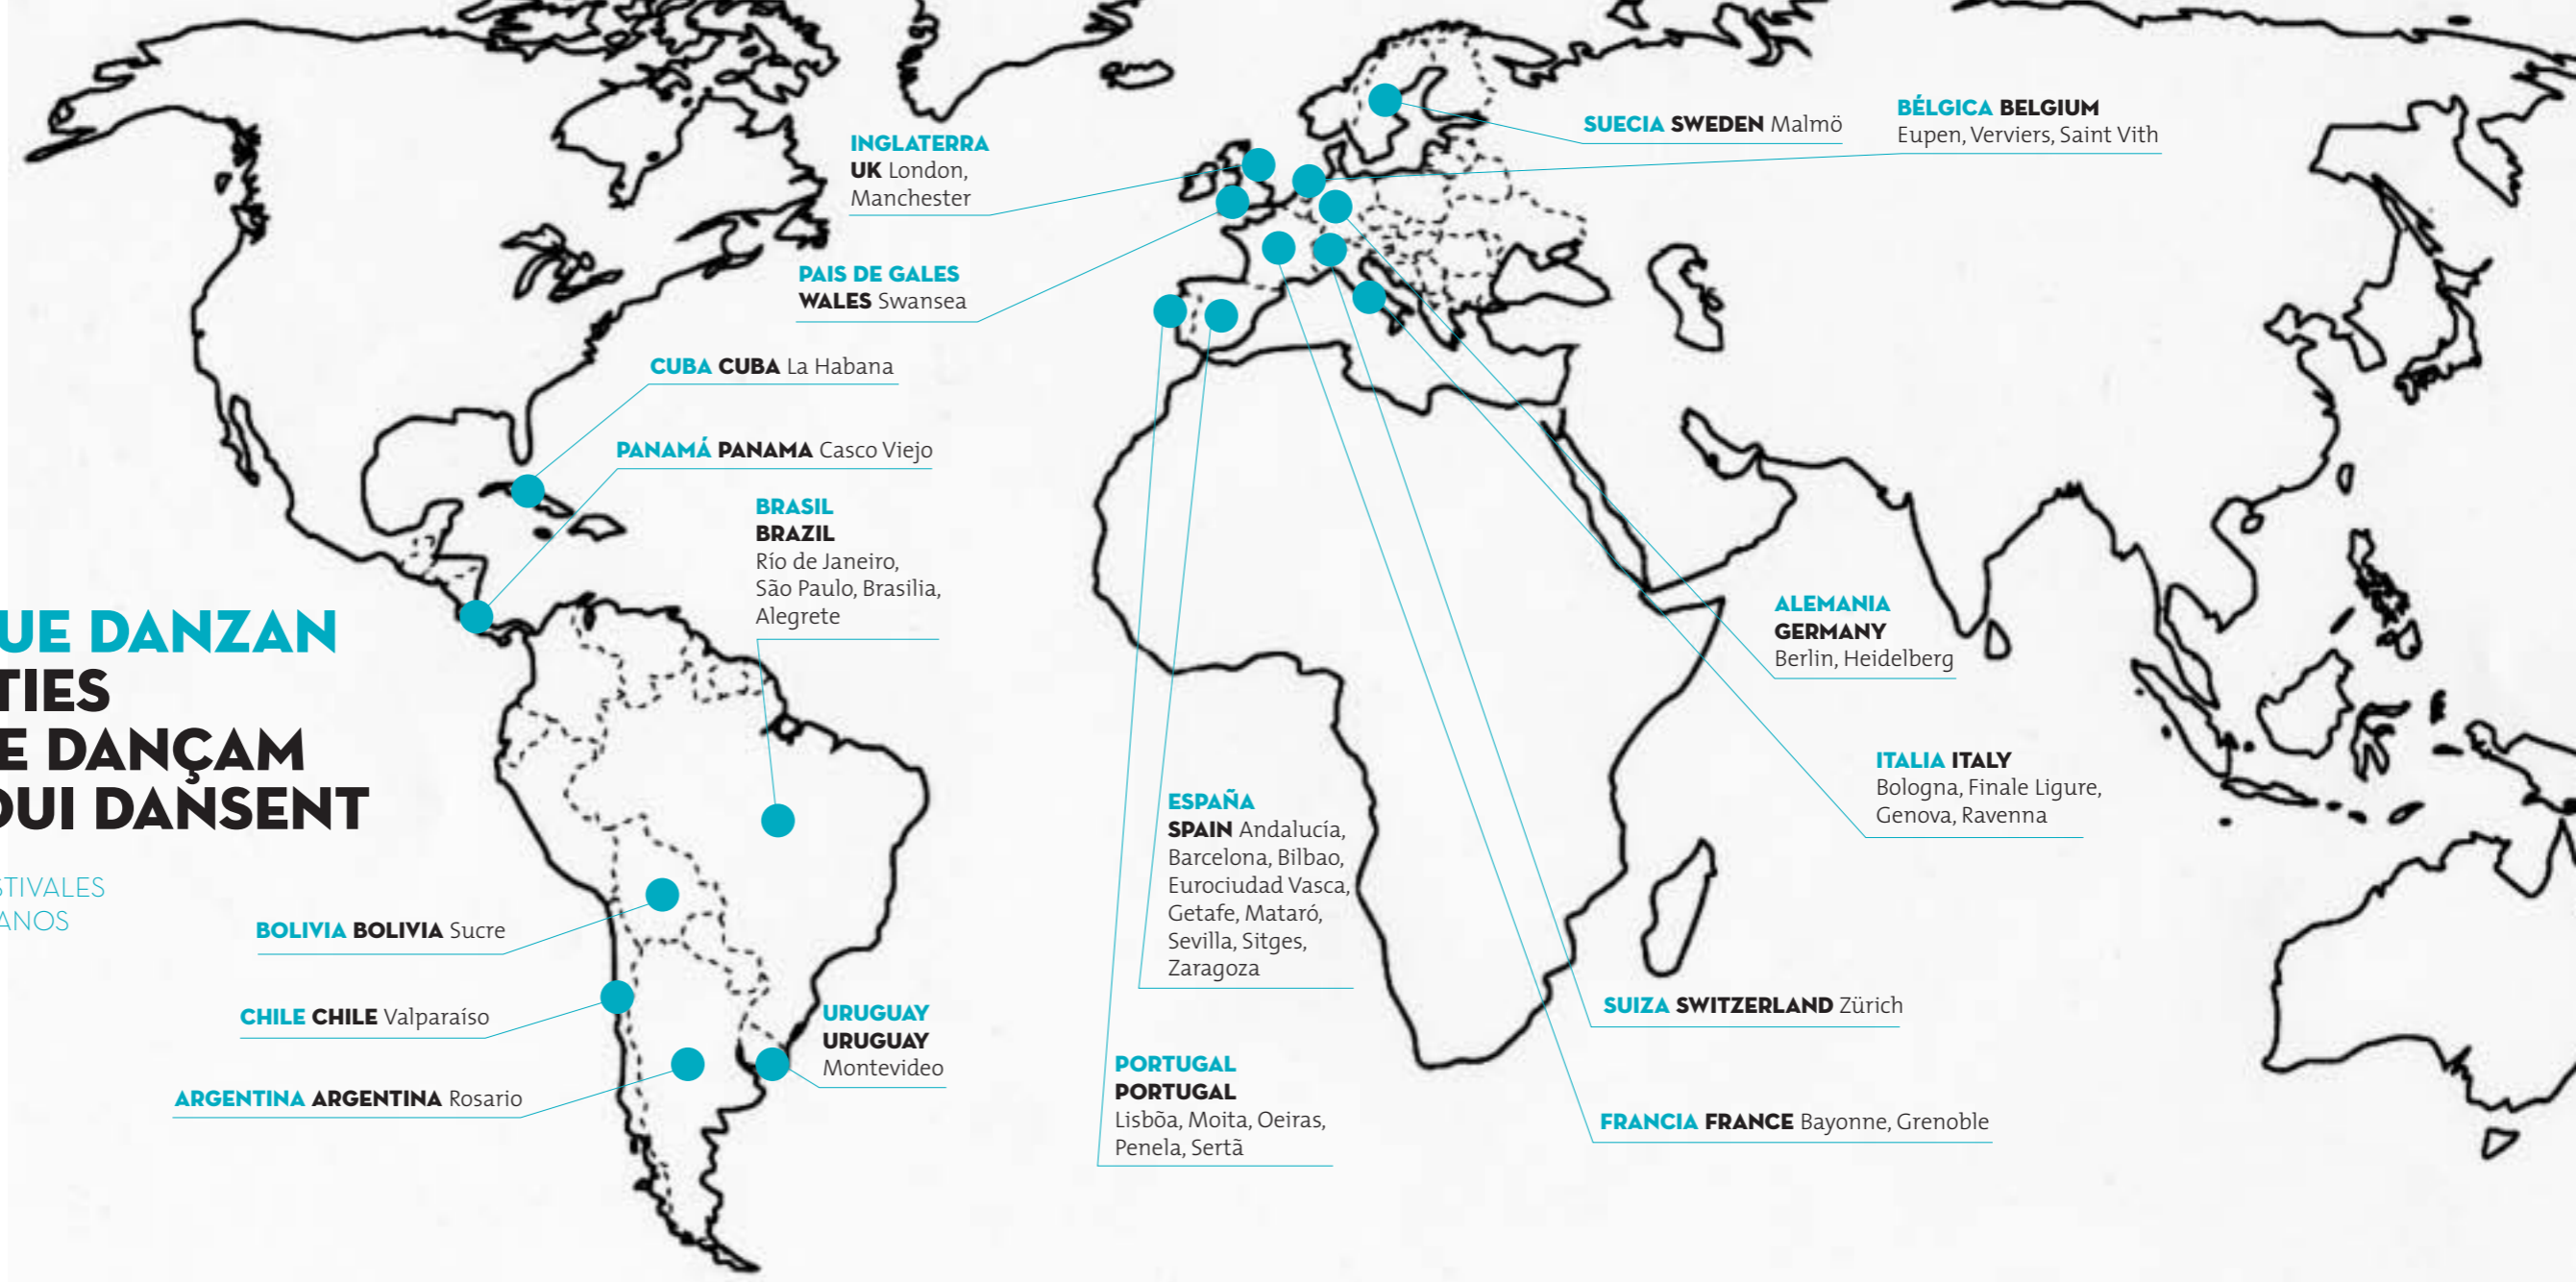 UE DANZAN
TIES
E DANÇAM
QUI DANSENT
STIVALES
ANOS
INGLATERRA
UK London,
Manchester
PAIS DE GALES
WALES Swansea
CUBA CUBA La Habana
PANAMÁ PANAMA Casco Viejo
BRASIL
BRAZIL
Río de Janeiro,
São Paulo, Brasilia,
Alegrete
BOLIVIA BOLIVIA Sucre
CHILE CHILE Valparaíso
ARGENTINA ARGENTINA Rosario
URUGUAY
URUGUAY
Montevideo
SUECIA SWEDEN Malmö
BÉLGICA BELGIUM
Eupen, Verviers, Saint Vith
ALEMANIA
GERMANY
Berlin, Heidelberg
ITALIA ITALY
Bologna, Finale Ligure,
Genova, Ravenna
ESPAÑA
SPAIN Andalucía,
Barcelona, Bilbao,
Eurociudad Vasca,
Getafe, Mataró,
Sevilla, Sitges,
Zaragoza
PORTUGAL
PORTUGAL
Lisbõa, Moita, Oeiras,
Penela, Sertã
SUIZA SWITZERLAND Zürich
FRANCIA FRANCE Bayonne, Grenoble